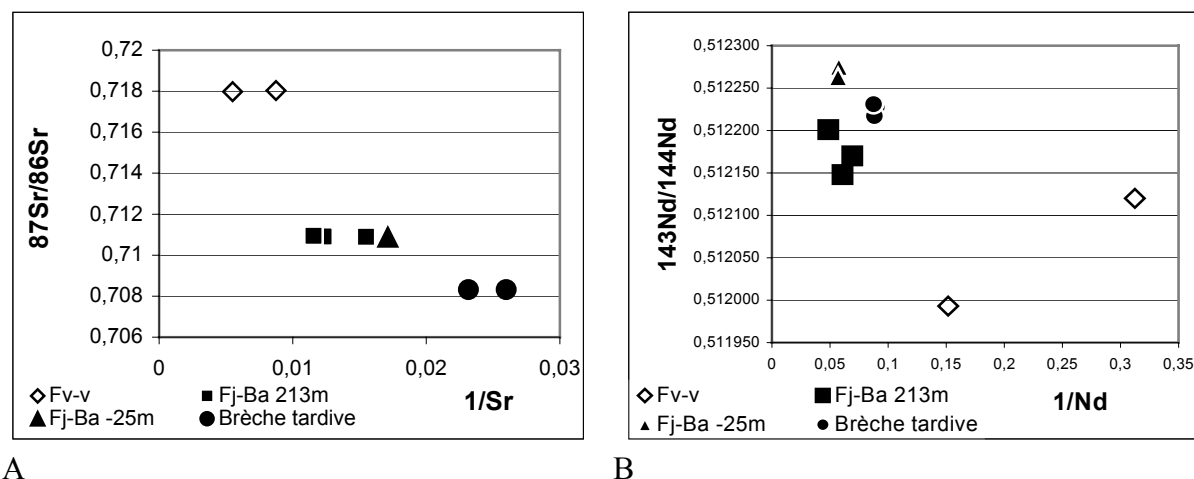 0,72
0,718
0,716
0,714
0,712
0,71
0,708
0,706
87Sr/86Sr
0 0,01 0,02 0,03
1/Sr
Fv-v Fj-Ba 213m
Fj-Ba -25m Brèche tardive
A
0,512300
0,512250
0,512200
0,512150
0,512100
0,512050
0,512000
0,511950
143Nd/144Nd
0 0,05 0,1 0,15 0,2 0,25 0,3 0,35
Fv-v Fj-Ba 213m 1/Nd
Fj-Ba -25m Brèche tardive
B